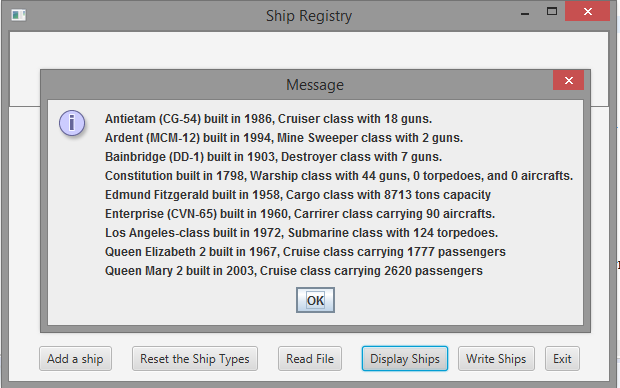 Ship Registry
Message
Antietam (CG-54) built in 1986, Cruiser class with 18 guns.
Ardent (MCM-12) built in 1994, Mine Sweeper class with 2 guns.
Bainbridge (DD-1) built in 1903, Destroyer class with 7 guns.
Constitution built in 1798, Warship class with 44 guns, 0 torpedoes, and 0 aircrafts.
Edmund Fitzgerald built in 1958, Cargo class with 8713 tons capacity
Enterprise (CVN-65) built in 1960, Carrirer class carrying 90 aircrafts.
Los Angeles-class built in 1972, Submarine class with 124 torpedoes.
Queen Elizabeth 2 built in 1967, Cruise class carrying 1777 passengers
Queen Mary 2 built in 2003, Cruise class carrying 2620 passengers
OK
Add a ship Reset the Ship Types Read File Display Ships Write Ships Exit